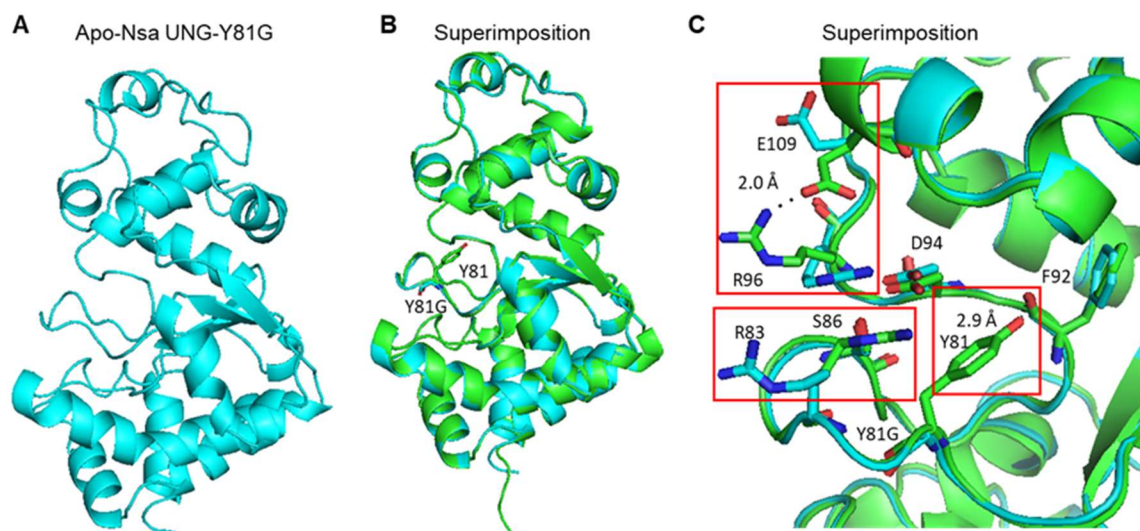 A Apo-Nsa UNG-Y81G
B Superimposition
C Superimposition
Y81
Y81G
E109
2.0 Å
R96
D94
F92
R83
S86
2.9 Å
Y81
Y81G